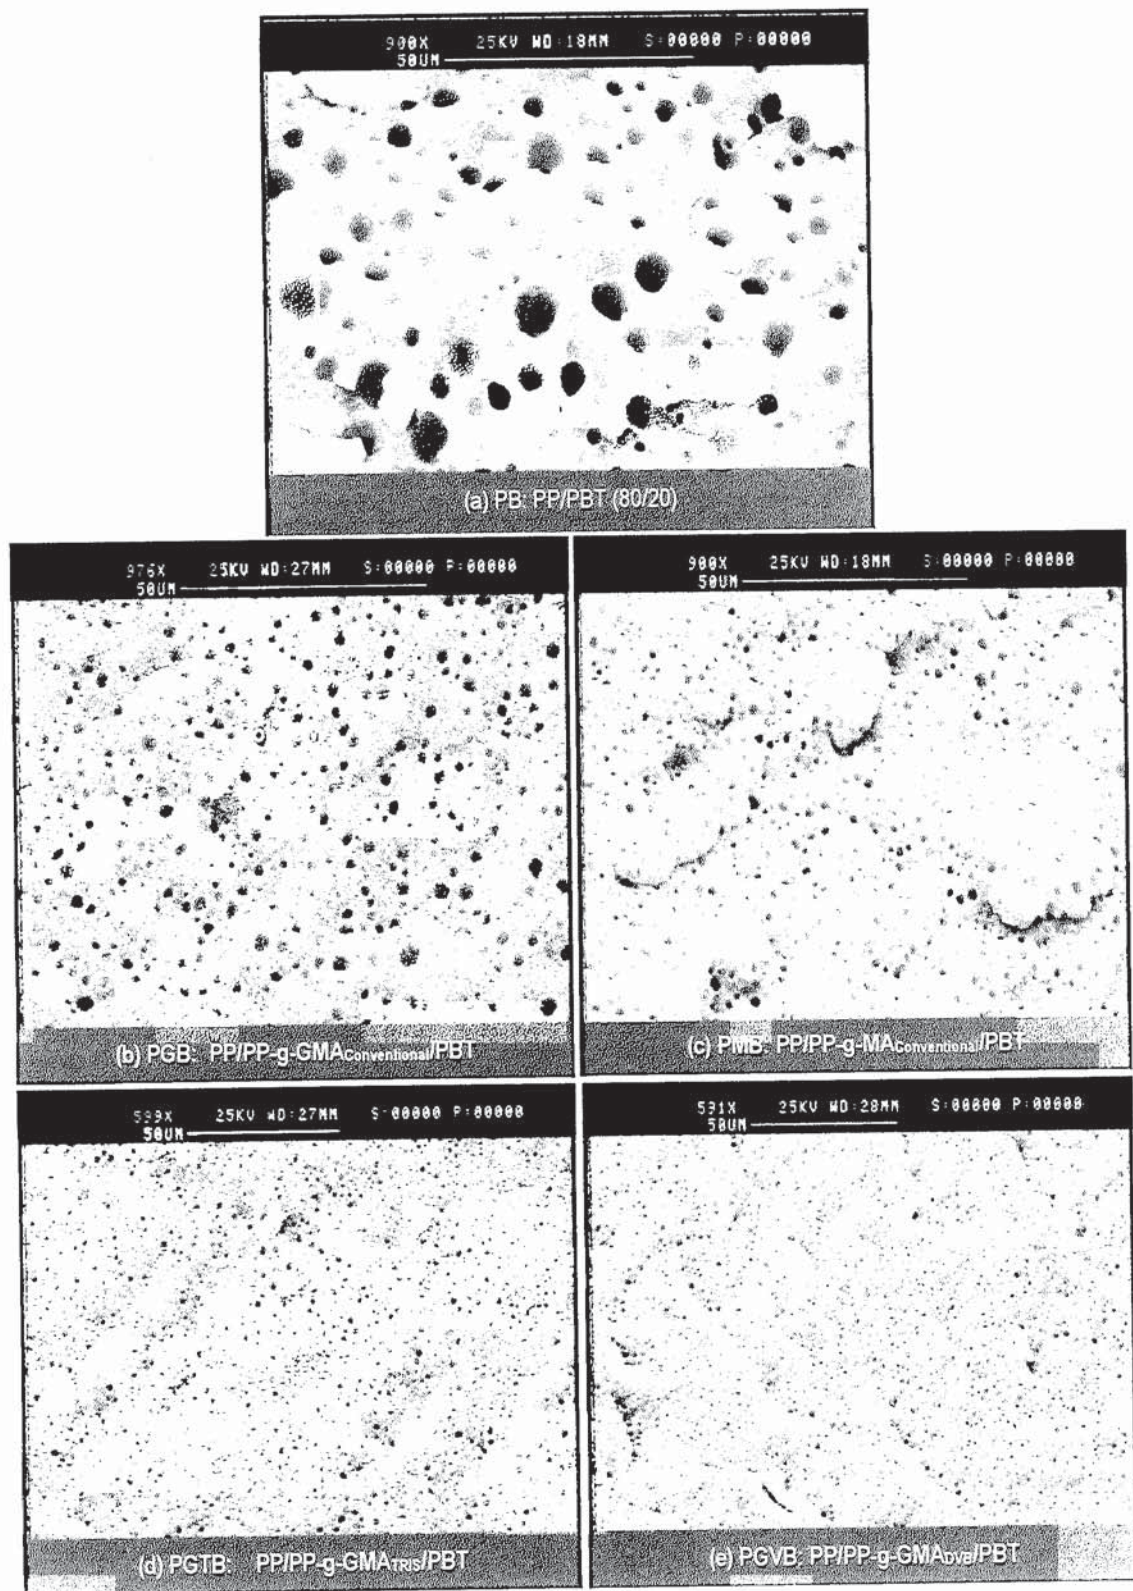 900X 25KV WD:18MM S:00000 P:00000
50UM
(a) PB: PP/PBT (80/20)
976X 25KV WD:27MM S:00000 P:00000
50UM
(b) PGB: PP/PP-g-GMAConventional/PBT
900X 25KV WD:18MM S:00000 P:00000
50UM
(c) PMB: PP/PP-g-MAConventional/PBT
599X 25KV WD:27MM S:00000 P:00000
50UM
(d) PGTB: PP/PP-g-GMATRIS/PBT
591X 25KV WD:28MM S:00000 P:00000
50UM
(e) PGVB: PP/PP-g-GMADVB/PBT